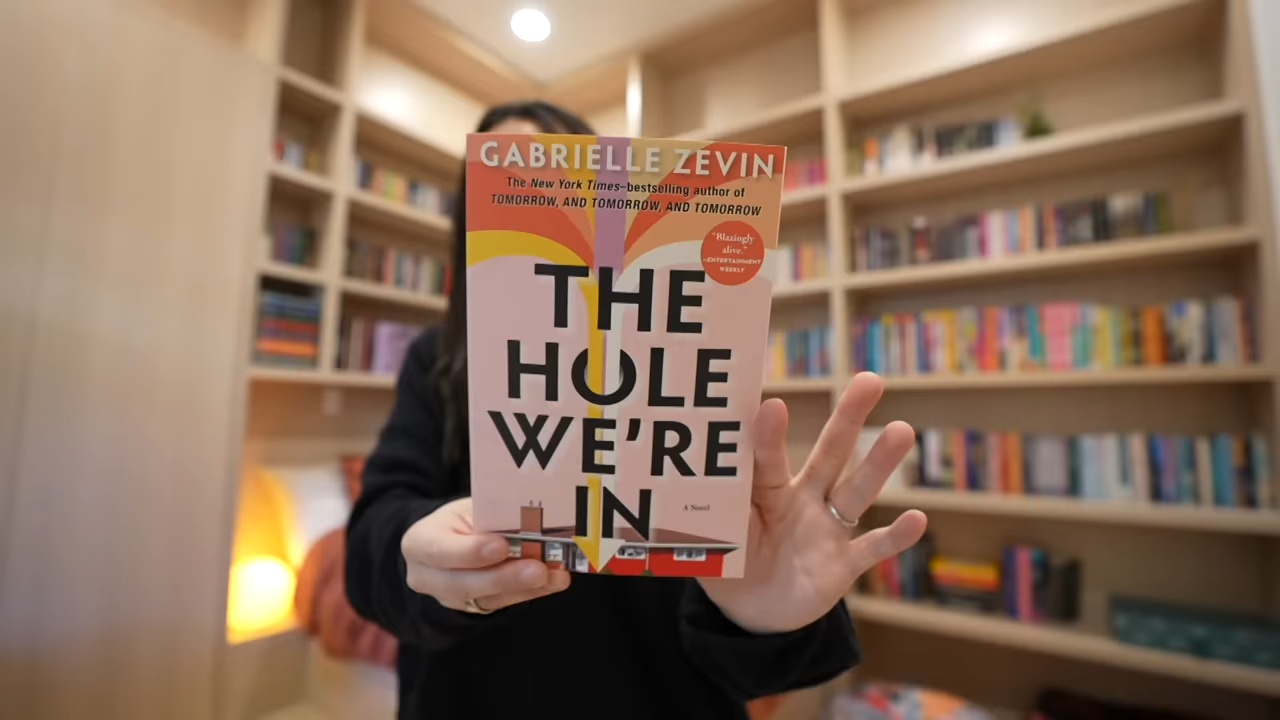 GABRIELLE ZEVIN
The New York Times–bestselling author of
TOMORROW, AND TOMORROW, AND TOMORROW
"Blazingly
alive."
—ENTERTAINMENT
WEEKLY
THE
HOLE
WE'RE
IN
A Novel